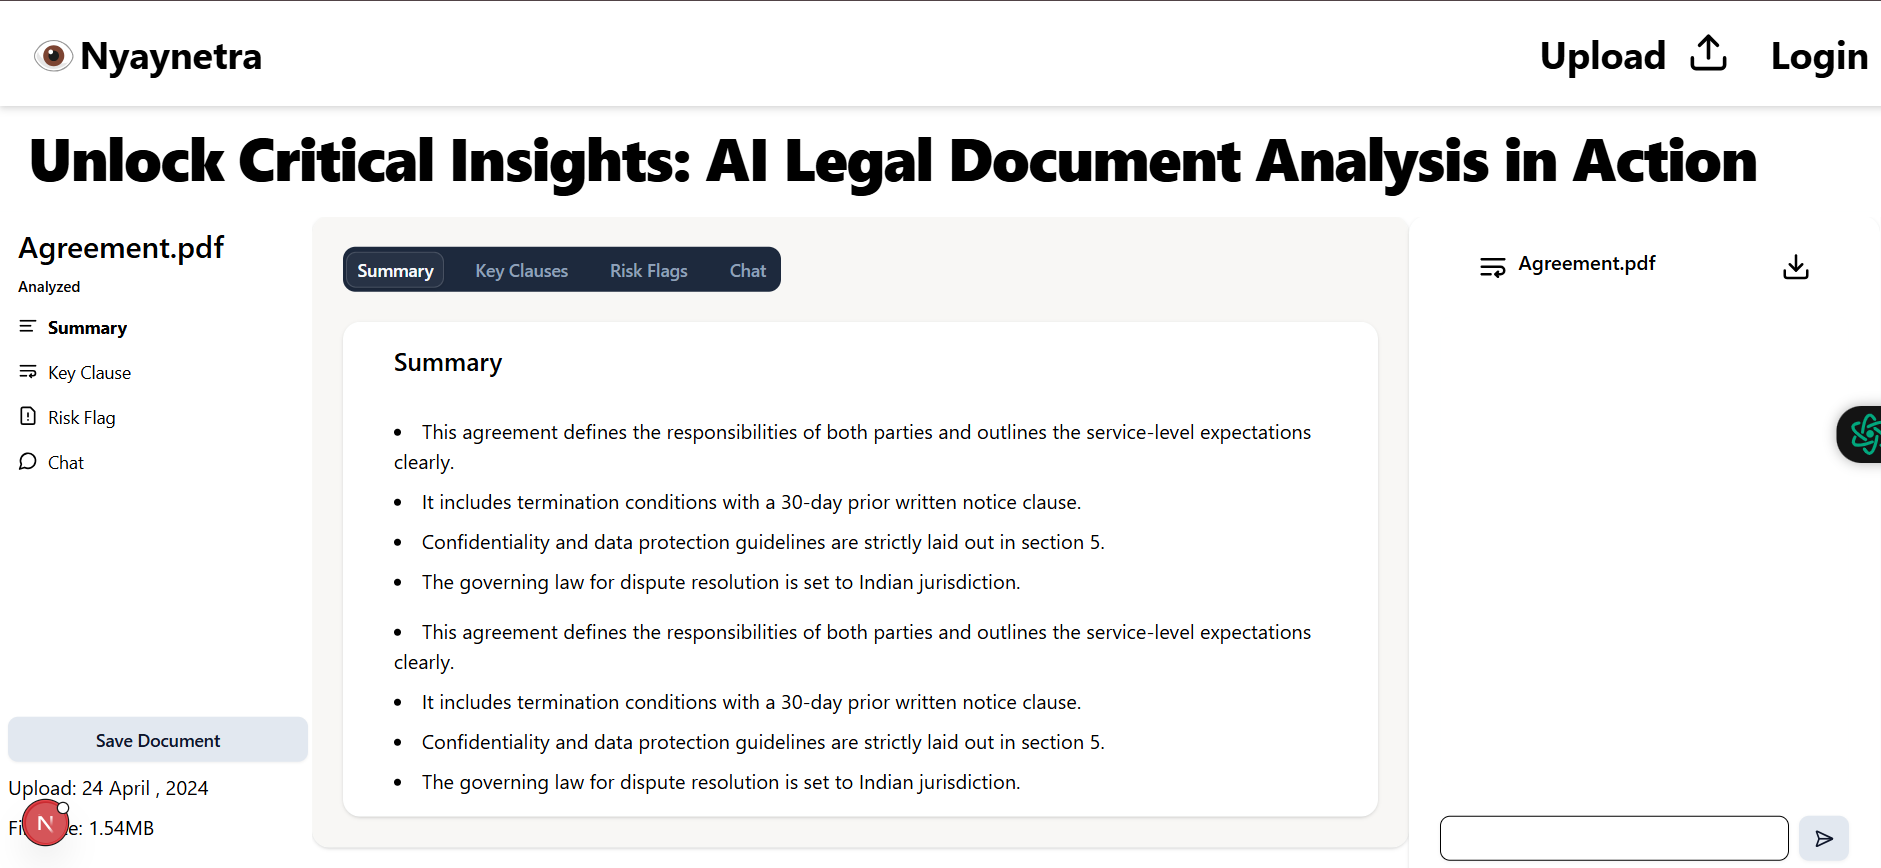 Nyaynetra
Upload
Login
Unlock Critical Insights: AI Legal Document Analysis in Action
Agreement.pdf
Analyzed
Summary
Key Clause
Risk Flag
Chat
Save Document
Upload: 24 April , 2024
1.54MB
N
Summary
Key Clauses
Risk Flags
Chat
Summary
• This agreement defines the responsibilities of both parties and outlines the service-level expectations
clearly.
• It includes termination conditions with a 30-day prior written notice clause.
• Confidentiality and data protection guidelines are strictly laid out in section 5.
• The governing law for dispute resolution is set to Indian jurisdiction.
• This agreement defines the responsibilities of both parties and outlines the service-level expectations
clearly.
• It includes termination conditions with a 30-day prior written notice clause.
• Confidentiality and data protection guidelines are strictly laid out in section 5.
• The governing law for dispute resolution is set to Indian jurisdiction.
Agreement.pdf